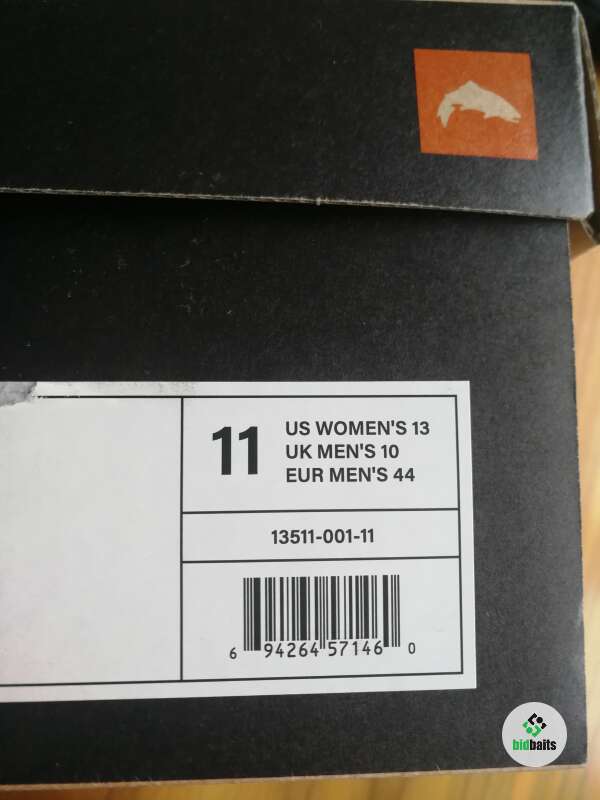 11
US WOMEN'S 13
UK MEN'S 10
EUR MEN'S 44
13511-001-11
6 94264 57146 0
bidbaits